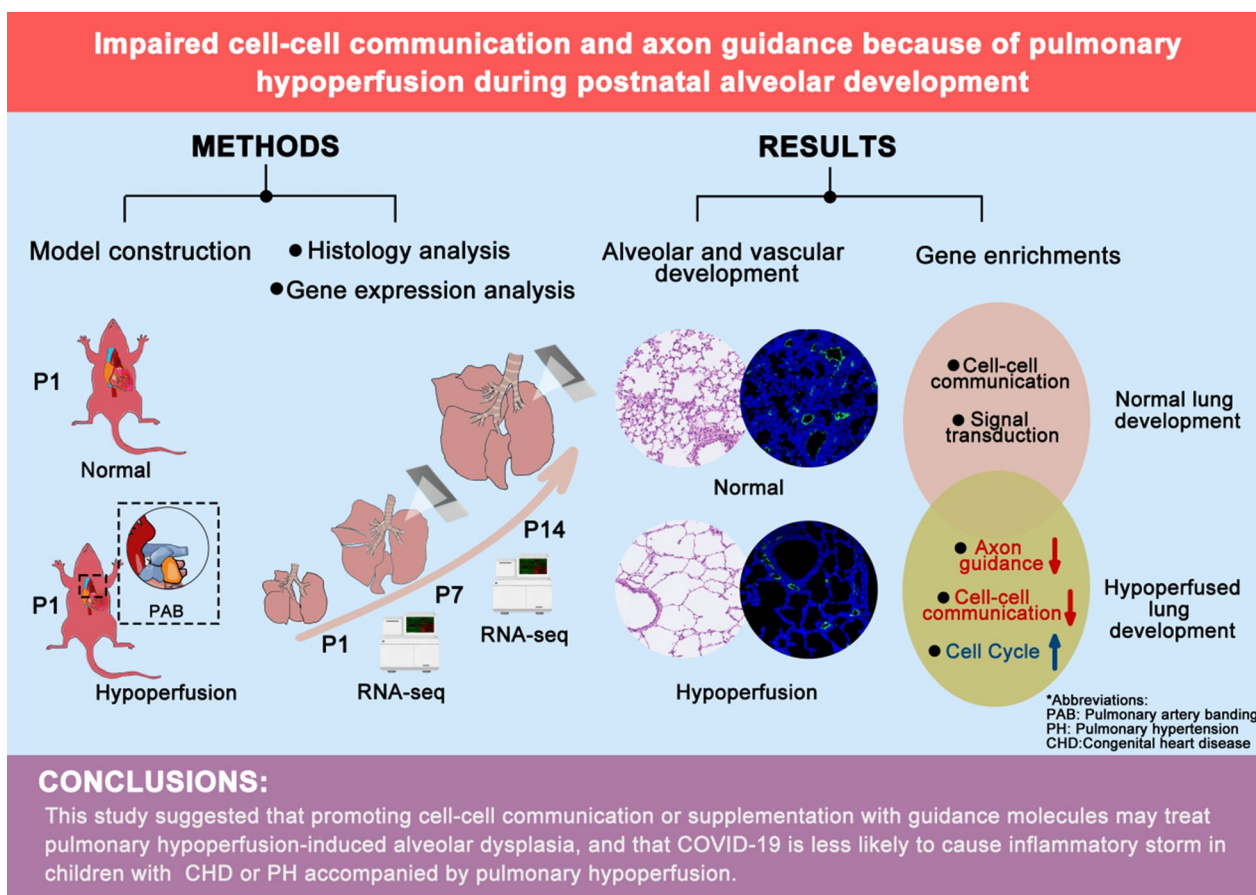 Impaired cell-cell communication and axon guidance because of pulmonary
hypoperfusion during postnatal alveolar development
METHODS
Model construction
● Histology analysis
● Gene expression analysis
P1
Normal
P1
PAB
Hypoperfusion
P1
P7
P14
RNA-seq
RNA-seq
RESULTS
Alveolar and vascular
development
Normal
Hypoperfusion
Gene enrichments
● Cell-cell
communication
● Signal
transduction
Normal lung
development
● Axon
guidance
● Cell-cell
communication
● Cell Cycle
Hypoperfused
lung
development
*Abbreviations:
PAB: Pulmonary artery banding
PH: Pulmonary hypertension
CHD:Congenital heart disease
CONCLUSIONS:
This study suggested that promoting cell-cell communication or supplementation with guidance molecules may treat
pulmonary hypoperfusion-induced alveolar dysplasia, and that COVID-19 is less likely to cause inflammatory storm in
children with CHD or PH accompanied by pulmonary hypoperfusion.